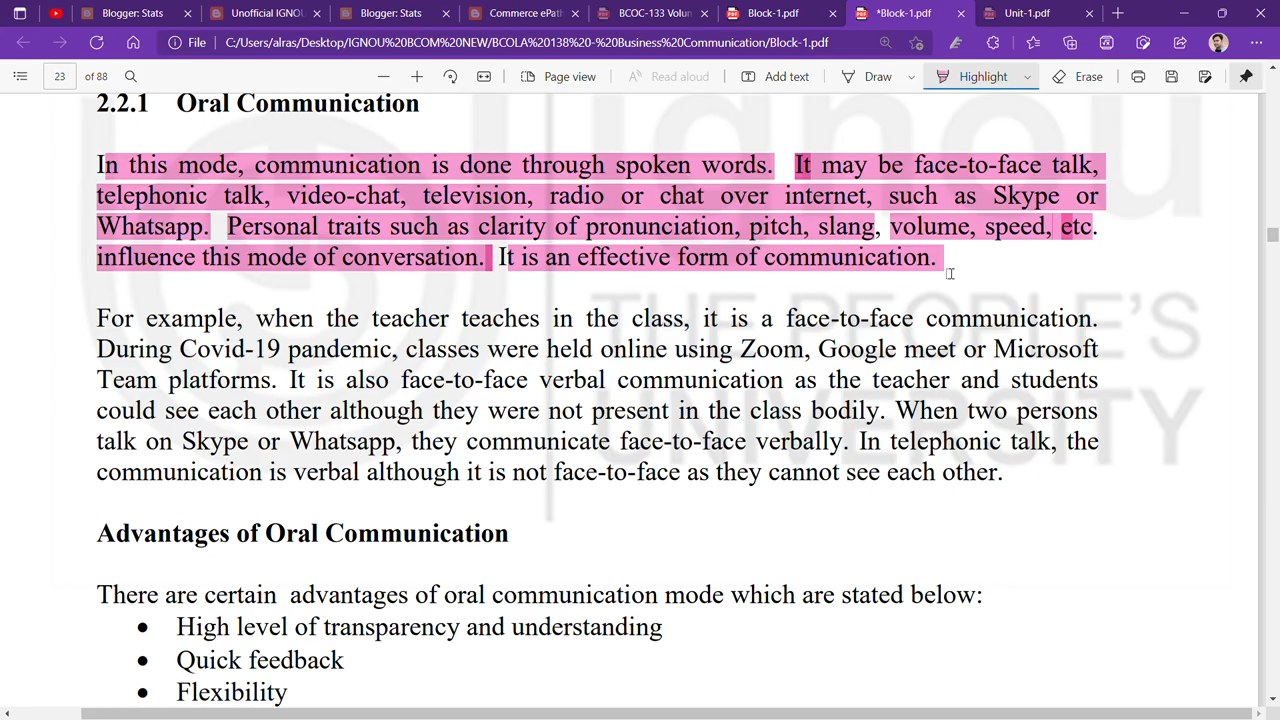 Blogger: Stats
Unofficial IGNOU
Blogger: Stats
Commerce ePath
BCOC-133 Volun
Block-1.pdf
*Block-1.pdf
Unit-1.pdf
File C:/Users/alras/Desktop/IGNOU%20BCOM%20NEW/BCOLA%20138%20-%20Business%20Communication/Block-1.pdf
23 of 88 Page view Read aloud Add text Draw Highlight Erase
2.2.1 Oral Communication
In this mode, communication is done through spoken words. It may be face-to-face talk,
telephonic talk, video-chat, television, radio or chat over internet, such as Skype or
Whatsapp. Personal traits such as clarity of pronunciation, pitch, slang, volume, speed, etc.
influence this mode of conversation. It is an effective form of communication.
For example, when the teacher teaches in the class, it is a face-to-face communication.
During Covid-19 pandemic, classes were held online using Zoom, Google meet or Microsoft
Team platforms. It is also face-to-face verbal communication as the teacher and students
could see each other although they were not present in the class bodily. When two persons
talk on Skype or Whatsapp, they communicate face-to-face verbally. In telephonic talk, the
communication is verbal although it is not face-to-face as they cannot see each other.
Advantages of Oral Communication
There are certain advantages of oral communication mode which are stated below:
• High level of transparency and understanding
• Quick feedback
• Flexibility
ignou
THE PEOPLE'S
UNIVERSITY